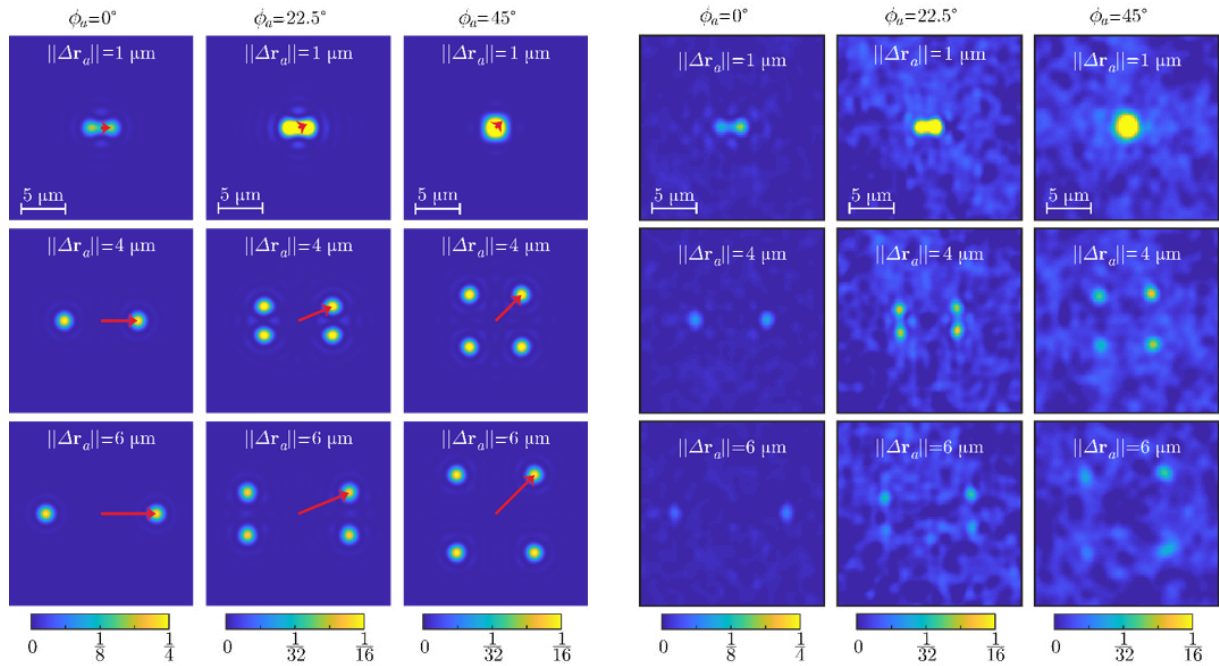 ϕₐ=0° ϕₐ=22.5° ϕₐ=45° ϕₐ=0° ϕₐ=22.5° ϕₐ=45°
||Δrₐ||=1 μm ||Δrₐ||=1 μm ||Δrₐ||=1 μm ||Δrₐ||=1 μm ||Δrₐ||=1 μm ||Δrₐ||=1 μm
5 μm 5 μm 5 μm 5 μm 5 μm 5 μm
||Δrₐ||=4 μm ||Δrₐ||=4 μm ||Δrₐ||=4 μm ||Δrₐ||=4 μm ||Δrₐ||=4 μm ||Δrₐ||=4 μm
||Δrₐ||=6 μm ||Δrₐ||=6 μm ||Δrₐ||=6 μm ||Δrₐ||=6 μm ||Δrₐ||=6 μm ||Δrₐ||=6 μm
0 1/8 1/4 0 1/32 1/16 0 1/32 1/16 0 1/8 1/4 0 1/32 1/16 0 1/32 1/16